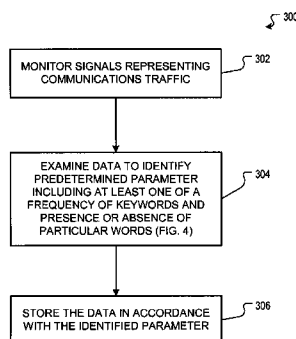 300
MONITOR SIGNALS REPRESENTING
COMMUNICATIONS TRAFFIC
302
EXAMINE DATA TO IDENTIFY
PREDETERMINED PARAMETER
INCLUDING AT LEAST ONE OF A
FREQUENCY OF KEYWORDS AND
PRESENCE OR ABSENCE OF
PARTICULAR WORDS (FIG. 4)
304
STORE THE DATA IN ACCORDANCE
WITH THE IDENTIFIED PARAMETER
306